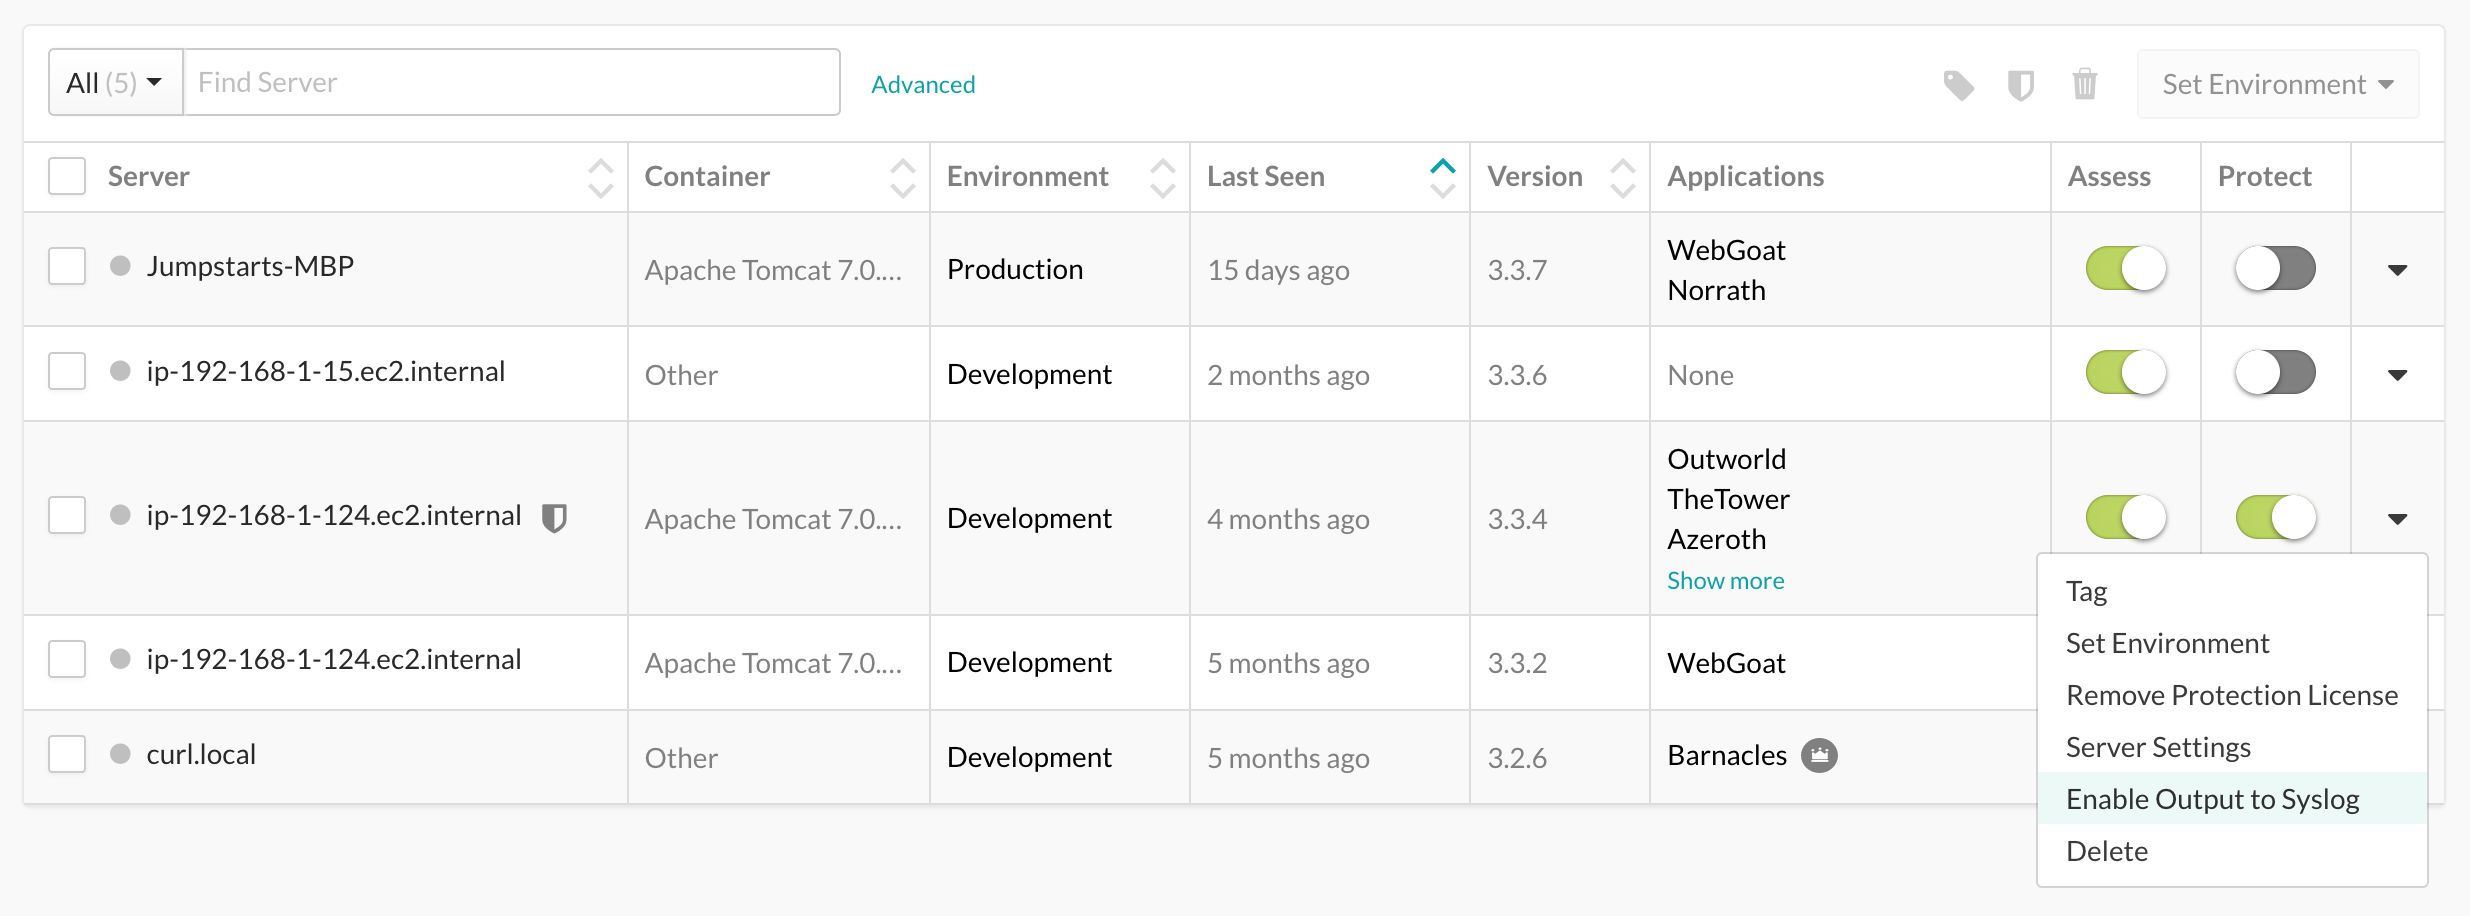 All (5) Find Server Advanced Set Environment
Server Container Environment Last Seen Version Applications Assess Protect
Jumpstarts-MBP Apache Tomcat 7.0.... Production 15 days ago 3.3.7 WebGoat
Norrath
ip-192-168-1-15.ec2.internal Other Development 2 months ago 3.3.6 None
ip-192-168-1-124.ec2.internal Apache Tomcat 7.0.... Development 4 months ago 3.3.4 Outworld
TheTower
Azeroth
Show more
ip-192-168-1-124.ec2.internal Apache Tomcat 7.0.... Development 5 months ago 3.3.2 WebGoat
curl.local Other Development 5 months ago 3.2.6 Barnacles
Tag
Set Environment
Remove Protection License
Server Settings
Enable Output to Syslog
Delete